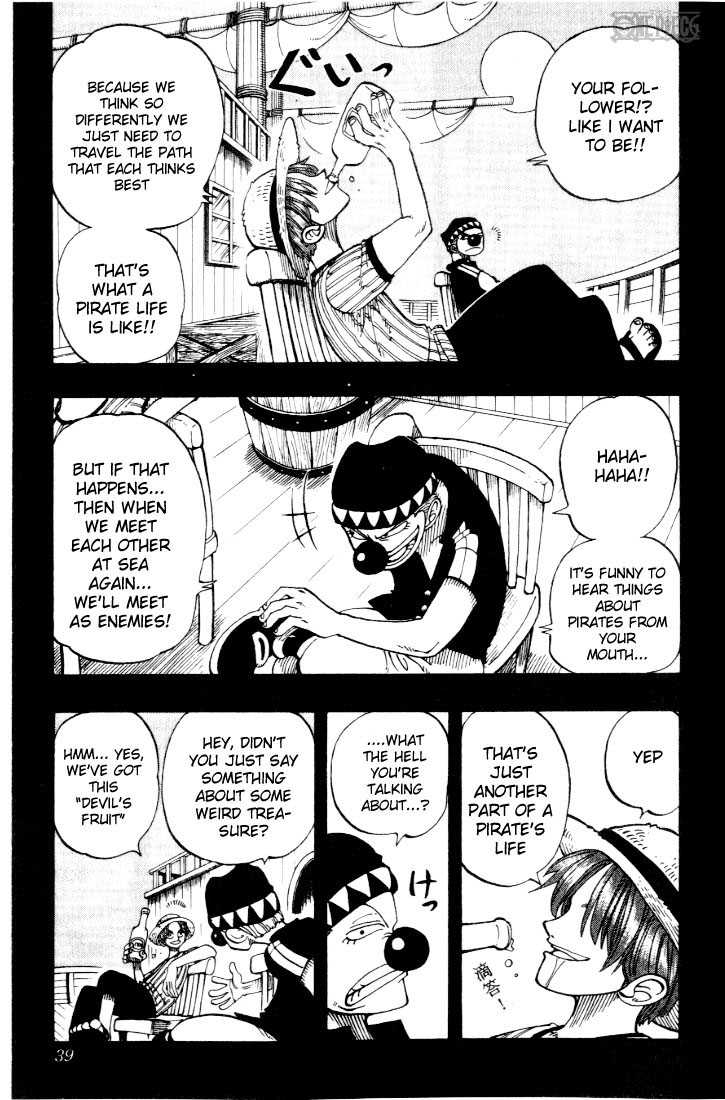 ONE PIECE
YOUR FOL-
LOWER!?
LIKE I WANT
TO BE!!
ぐいっ
BECAUSE WE
THINK SO
DIFFERENTLY WE
JUST NEED TO
TRAVEL THE PATH
THAT EACH THINKS
BEST
THAT'S
WHAT A
PIRATE LIFE
IS LIKE!!
HAHA-
HAHA!!
IT'S FUNNY TO
HEAR THINGS
ABOUT
PIRATES FROM
YOUR
MOUTH...
BUT IF THAT
HAPPENS...
THEN WHEN
WE MEET
EACH OTHER
AT SEA
AGAIN...
WE'LL MEET
AS ENEMIES!
YEP
THAT'S
JUST
ANOTHER
PART OF A
PIRATE'S
LIFE
滴答!
....WHAT
THE HELL
YOU'RE
TALKING
ABOUT...?
けっ
HEY, DIDN'T
YOU JUST SAY
SOMETHING
ABOUT SOME
WEIRD TREA-
SURE?
HMM... YES,
WE'VE GOT
THIS
"DEVIL'S
FRUIT"
39